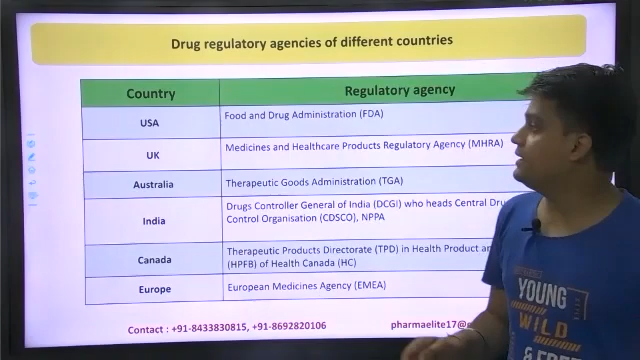 Drug regulatory agencies of different countries
Country Regulatory agency
USA Food and Drug Administration (FDA)
UK Medicines and Healthcare Products Regulatory Agency (MHRA)
Australia Therapeutic Goods Administration (TGA)
India Drugs Controller General of India (DCGI) who heads Central
Control Organisation (CDSCO), NPPA
Canada Therapeutic Products Directorate (TPD) in Health Product
(HPFB) of Health Canada (HC)
Europe European Medicines Agency (EMEA)
Contact : +91-8433830815, +91-8692820106 pharmaelite17@
YOUNG
WILD
& FREE